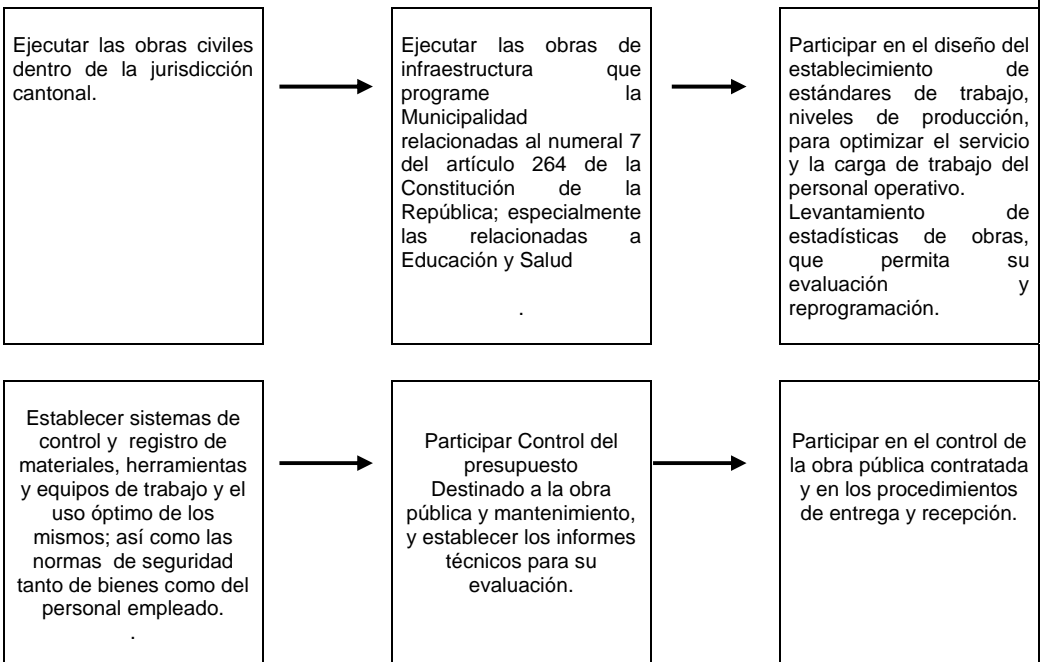 Ejecutar las obras civiles
dentro de la jurisdicción
cantonal.
Ejecutar las obras de
infraestructura que
programe la
Municipalidad
relacionadas al numeral 7
del artículo 264 de la
Constitución de la
República; especialmente
las relacionadas a
Educación y Salud
.
Participar en el diseño del
establecimiento de
estándares de trabajo,
niveles de producción,
para optimizar el servicio
y la carga de trabajo del
personal operativo.
Levantamiento de
estadísticas de obras,
que permita su
evaluación y
reprogramación.
Establecer sistemas de
control y registro de
materiales, herramientas
y equipos de trabajo y el
uso óptimo de los
mismos; así como las
normas de seguridad
tanto de bienes como del
personal empleado.
.
Participar Control del
presupuesto
Destinado a la obra
pública y mantenimiento,
y establecer los informes
técnicos para su
evaluación.
Participar en el control de
la obra pública contratada
y en los procedimientos
de entrega y recepción.